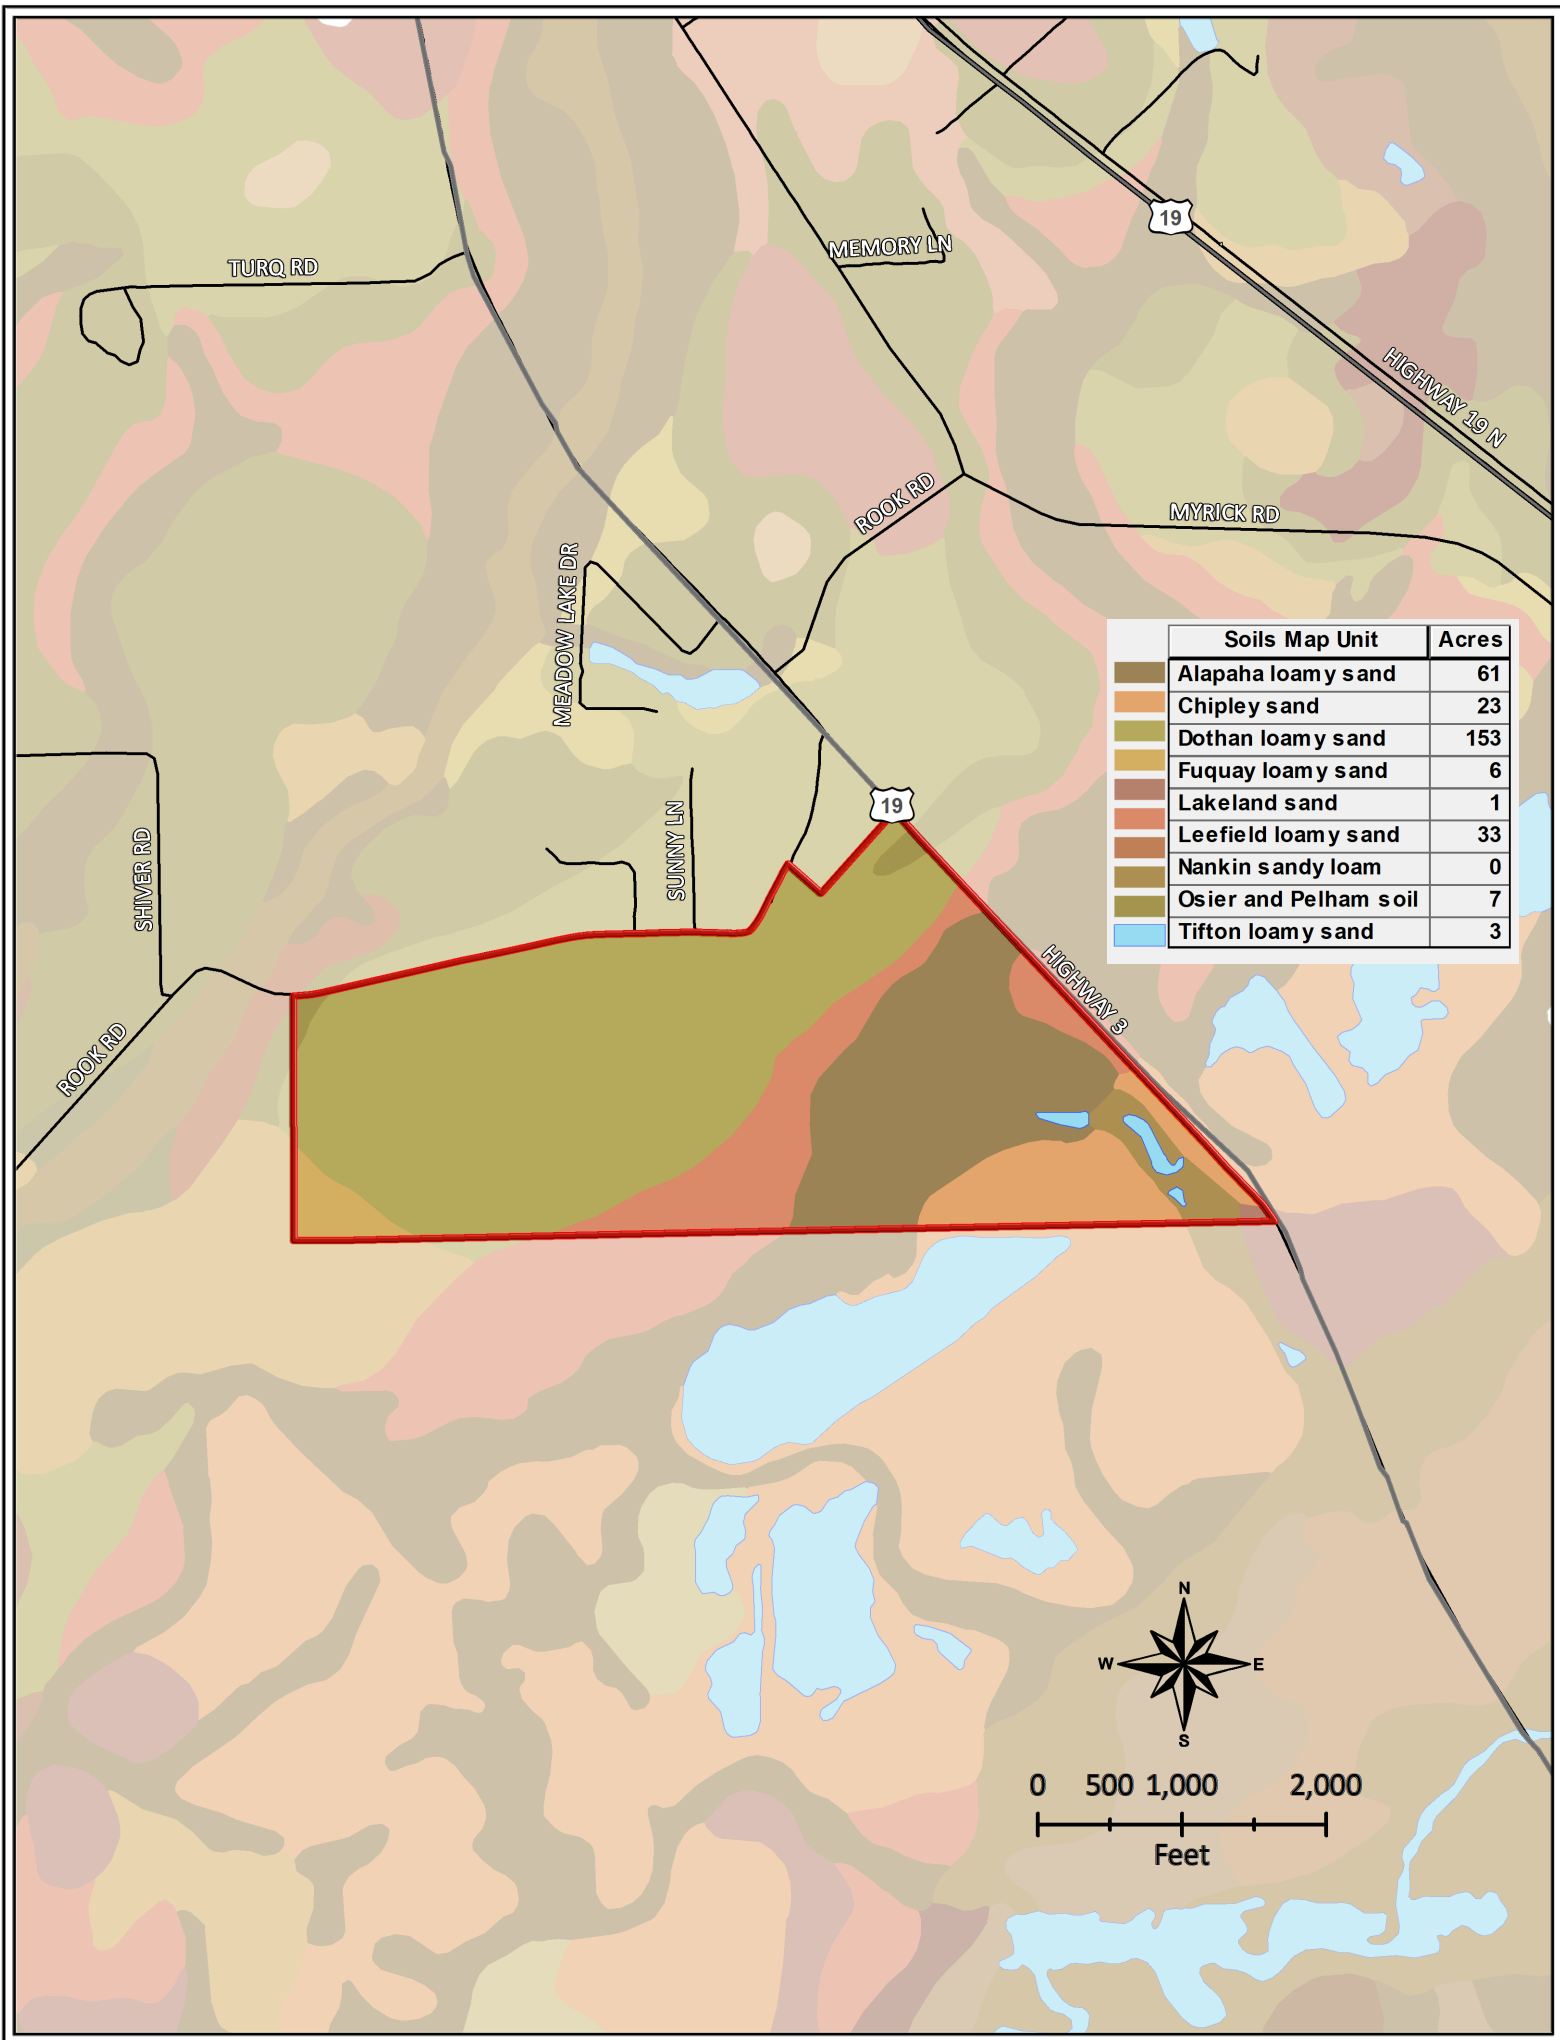 19
MEMORY LN
TURQ RD
HIGHWAY 19 N
ROOK RD
MYRICK RD
MEADOW LAKE DR
Soils Map Unit Acres
Alapaha loamy sand 61
Chipley sand 23
Dothan loamy sand 153
Fuquay loamy sand 6
Lakeland sand 1
Leefield loamy sand 33
Nankin sandy loam 0
Osier and Pelham soil 7
Tifton loamy sand 3
19
SHIVER RD
SUNNY LN
HIGHWAY 3
ROOK RD
N
W E
S
0 500 1,000 2,000
Feet